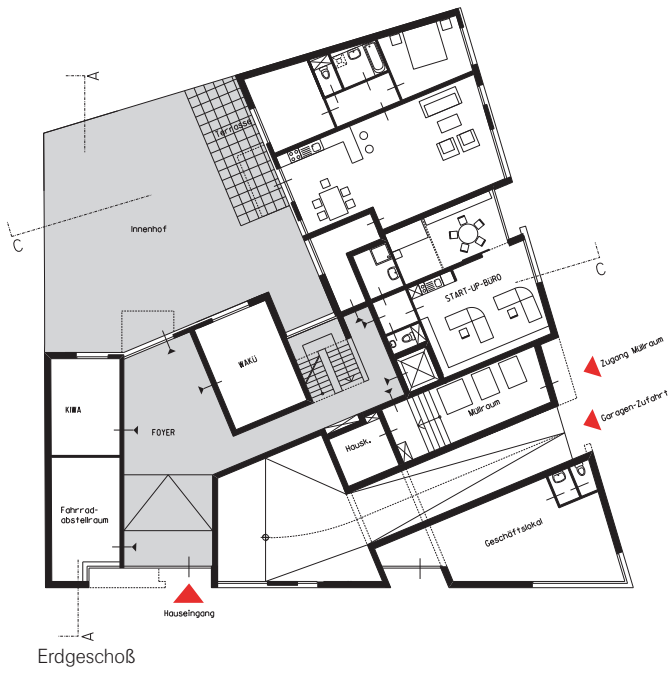 A
Terrasse
Innenhof
C
C
START-UP-BÜRO
WAKÜ
Zugang Müllraum
Müllraum
Garagen-Zufahrt
KIWA
FOYER
Hausk.
Fahrrad-
abstellraum
Geschäftslokal
Hauseingang
A
Erdgeschoß